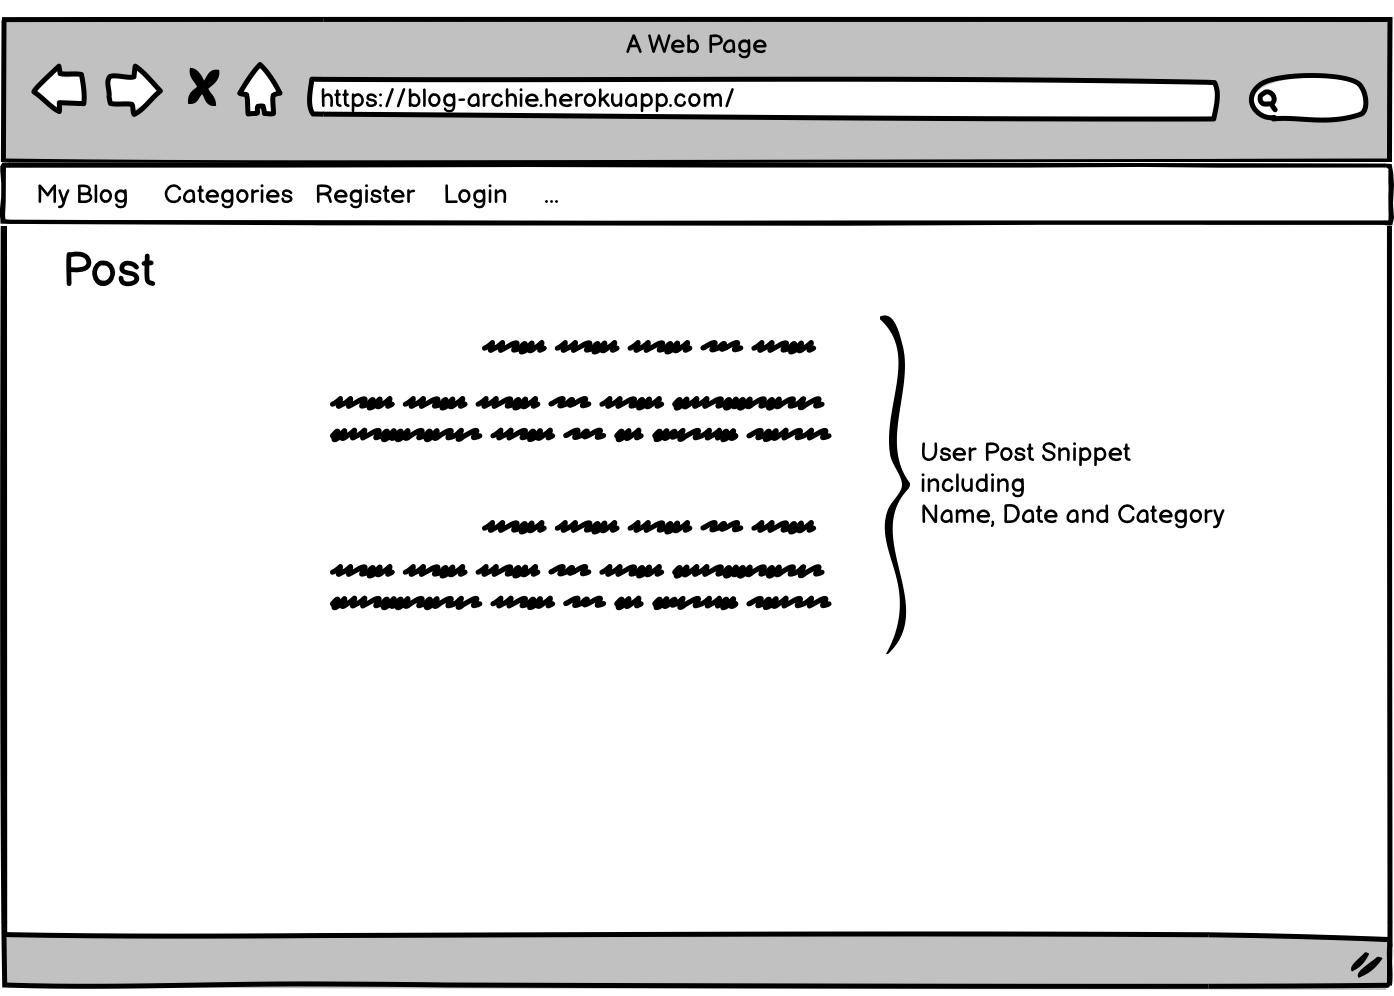 A Web Page
https://blog-archie.herokuapp.com/
My Blog Categories Register Login ...
Post
User Post Snippet
including
Name, Date and Category